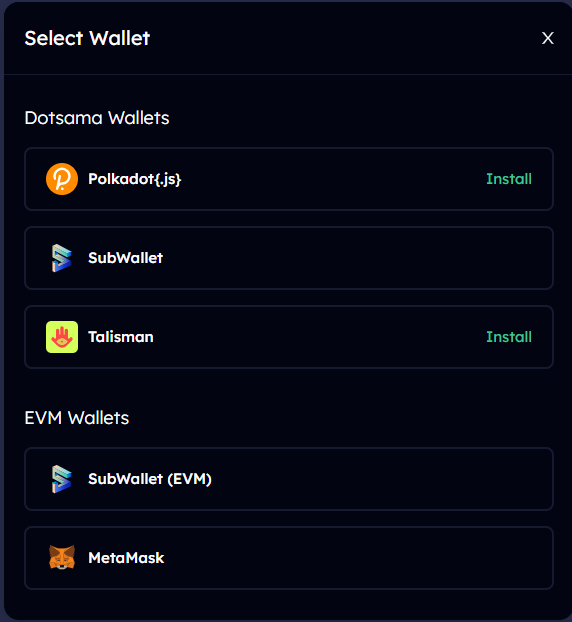 Select Wallet X
Dotsama Wallets
Polkadot{.js} Install
SubWallet
Talisman Install
EVM Wallets
SubWallet (EVM)
MetaMask